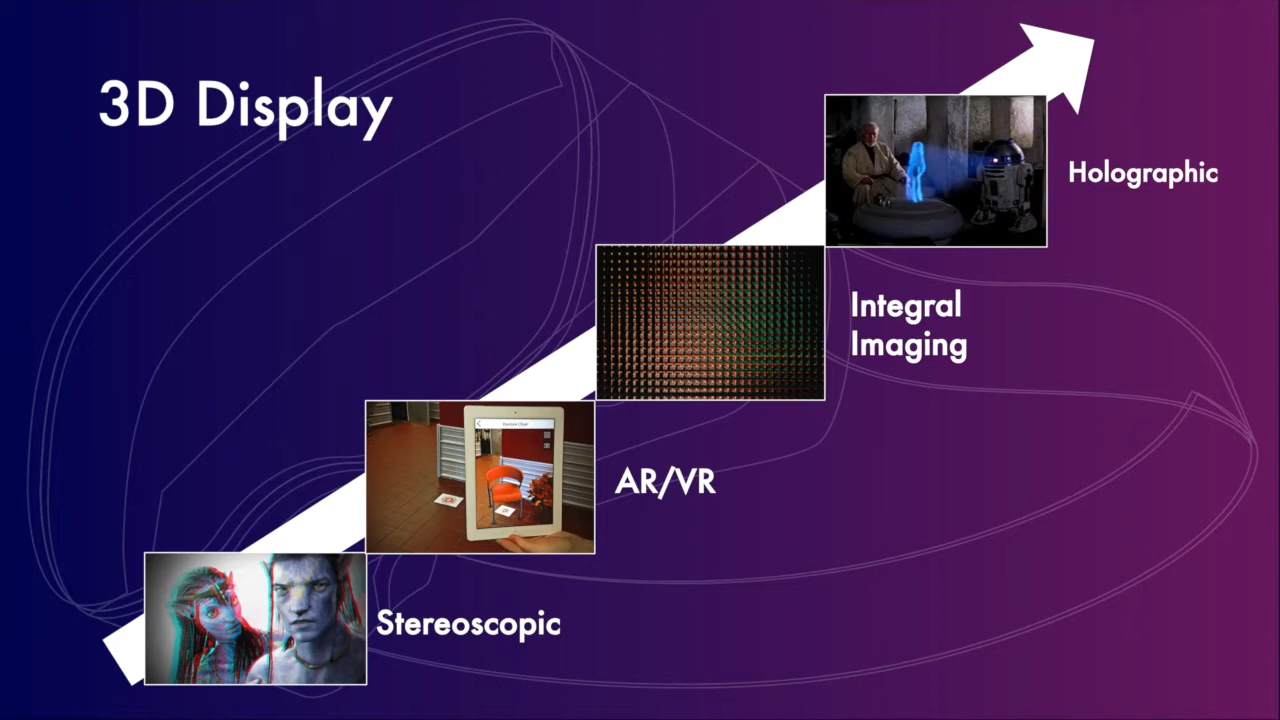 3D Display
Holographic
Integral
Imaging
AR/VR
Stereoscopic